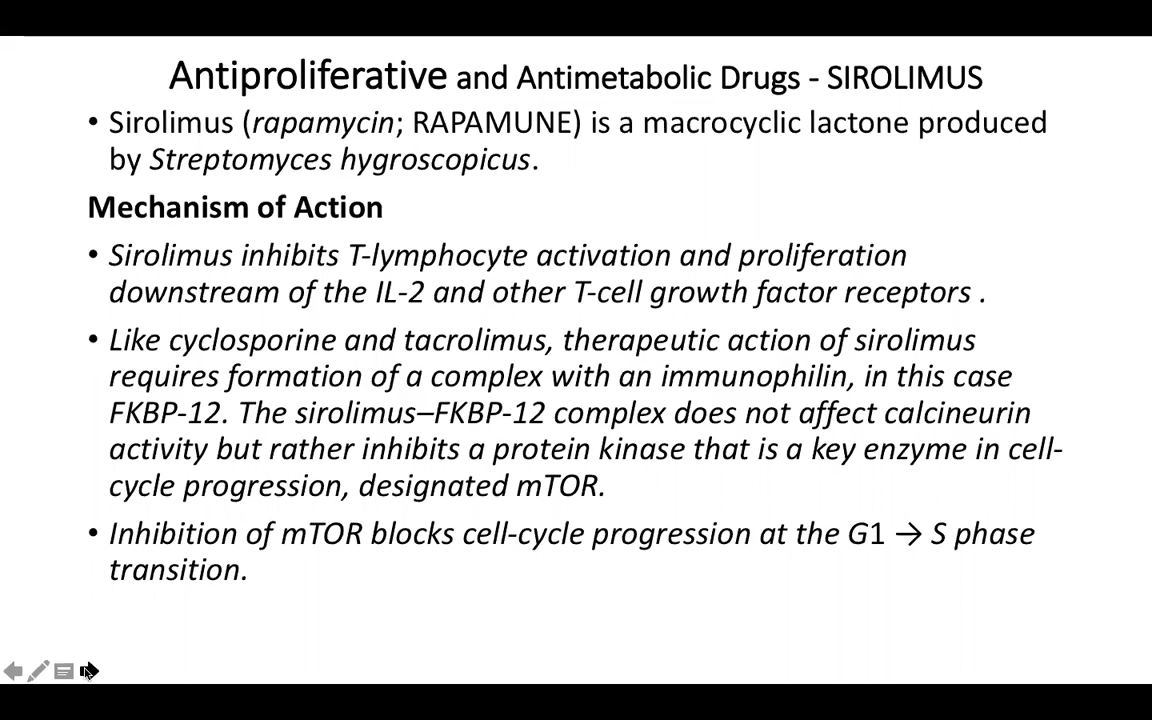 Antiproliferative and Antimetabolic Drugs - SIROLIMUS
• Sirolimus (rapamycin; RAPAMUNE) is a macrocyclic lactone produced
by Streptomyces hygroscopicus.
Mechanism of Action
• Sirolimus inhibits T-lymphocyte activation and proliferation
downstream of the IL-2 and other T-cell growth factor receptors .
• Like cyclosporine and tacrolimus, therapeutic action of sirolimus
requires formation of a complex with an immunophilin, in this case
FKBP-12. The sirolimus–FKBP-12 complex does not affect calcineurin
activity but rather inhibits a protein kinase that is a key enzyme in cell-
cycle progression, designated mTOR.
• Inhibition of mTOR blocks cell-cycle progression at the G1 → S phase
transition.